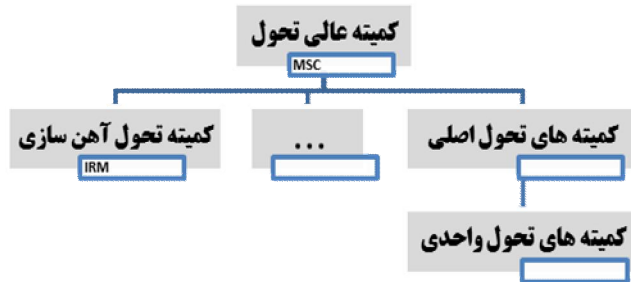 کمیته عالی تحول
MSC
کمیته های تحول اصلی
...
کمیته تحول آهن سازی
IRM
کمیته های تحول واحدی